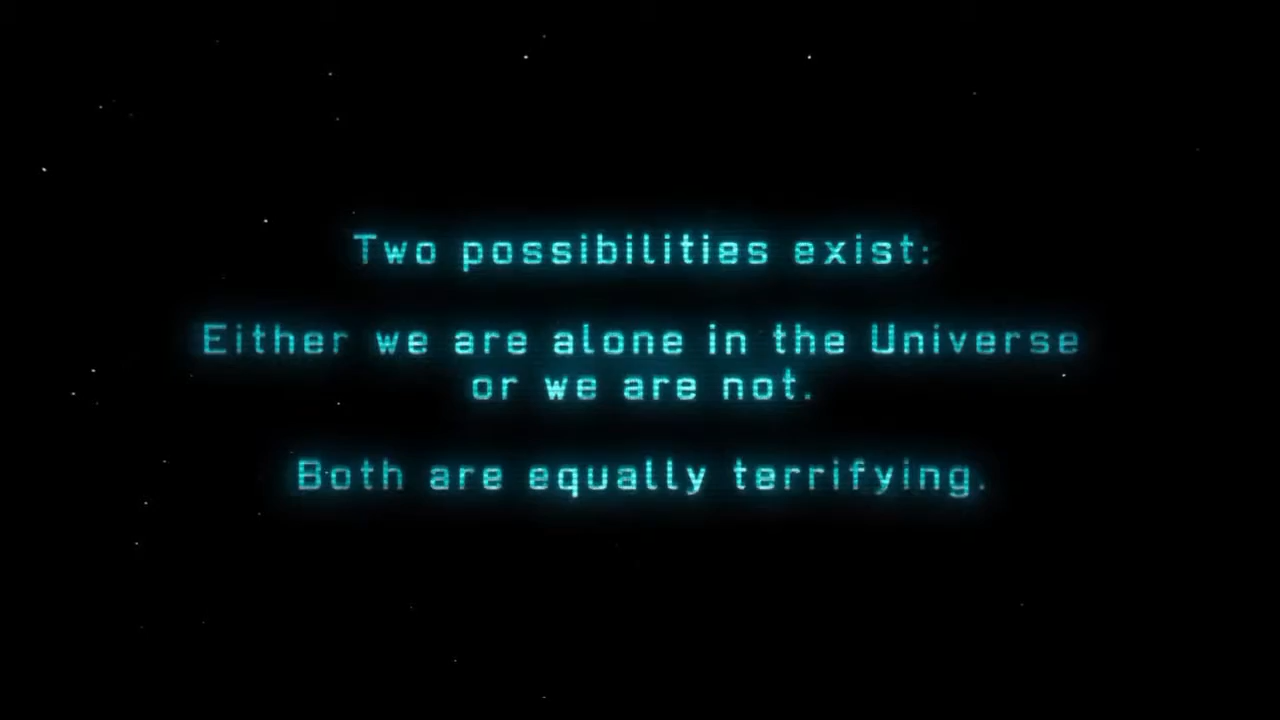 Two possibilities exist:
Either we are alone in the Universe
or we are not.
Both are equally terrifying.